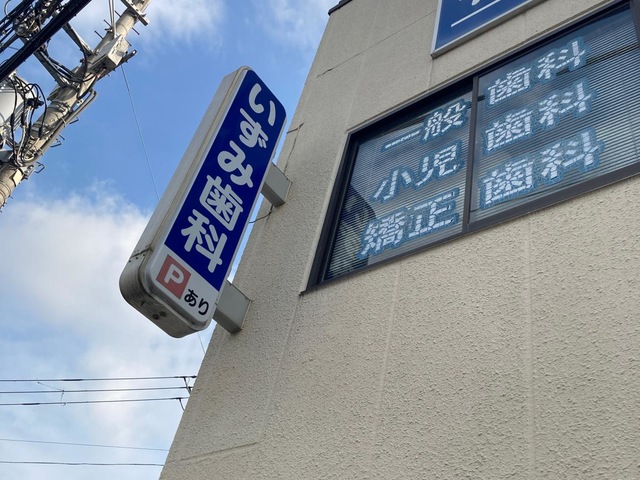 いずみ歯科
P あり
一般 歯科
小児 歯科
矯正 歯科